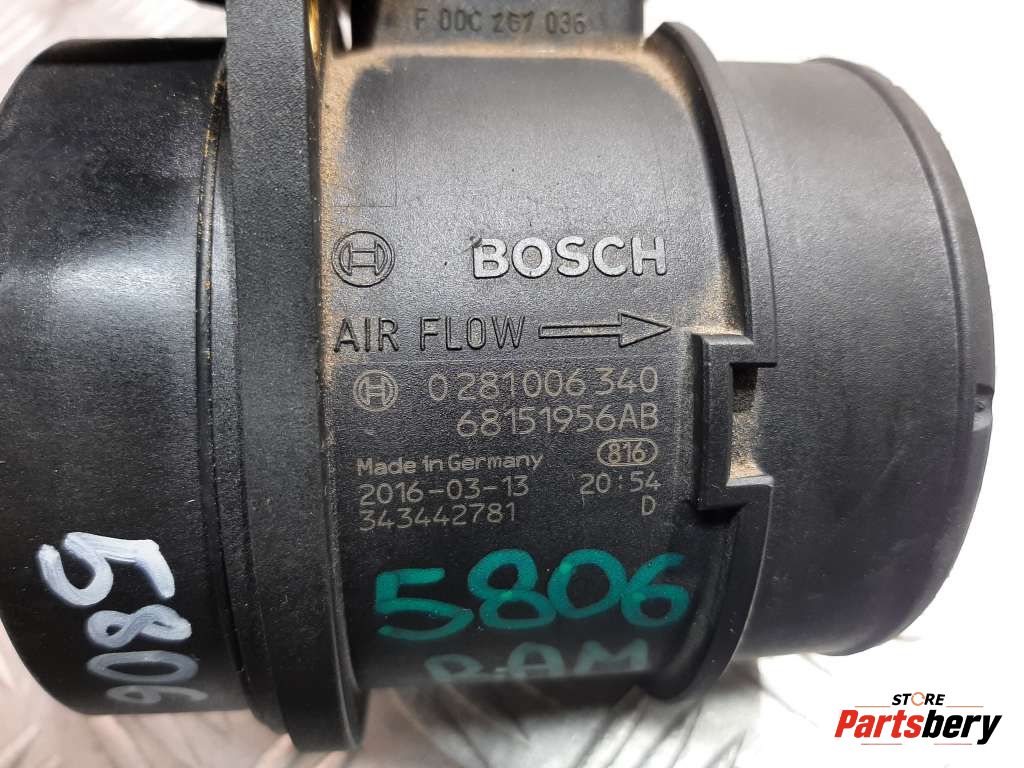 F 00C 2G7 036
BOSCH
AIR FLOW
0 281 006 340
68151956AB
Made in Germany 816
2016-03-13 20:54
343442781 D
5806
RAM
5806
STORE
Partsbery